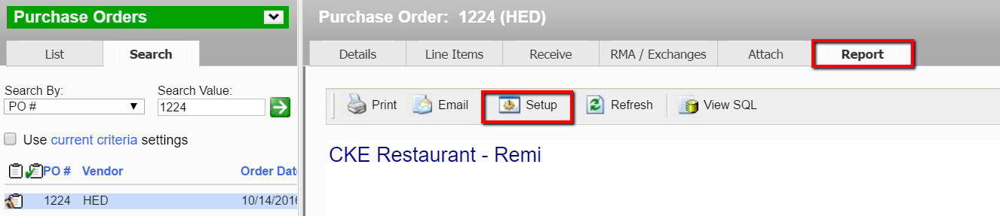 Purchase Orders
List
Search
Search By:
Search Value:
PO #
1224
Use current criteria settings
PO #
Vendor
Order Dat
1224
HED
10/14/2016
Purchase Order: 1224 (HED)
Details
Line Items
Receive
RMA / Exchanges
Attach
Report
Print
Email
Setup
Refresh
View SQL
CKE Restaurant - Remi